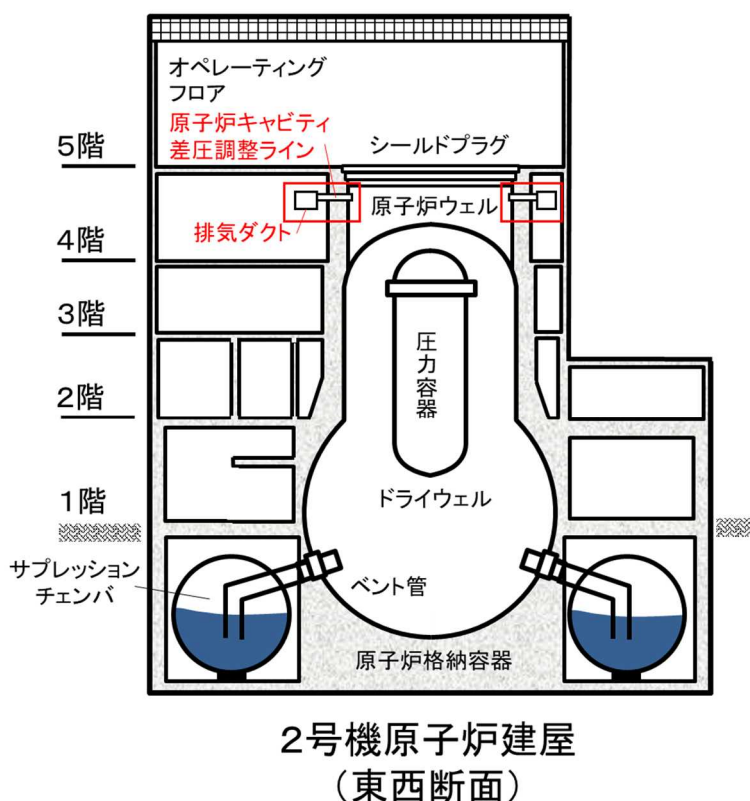 オペレーティング
フロア
原子炉キャビティ
差圧調整ライン
シールドプラグ
5階
原子炉ウェル
排気ダクト
4階
3階
圧力容器
2階
ドライウェル
1階
サプレッション
チェンバ
ベント管
原子炉格納容器
2号機原子炉建屋
（東西断面）